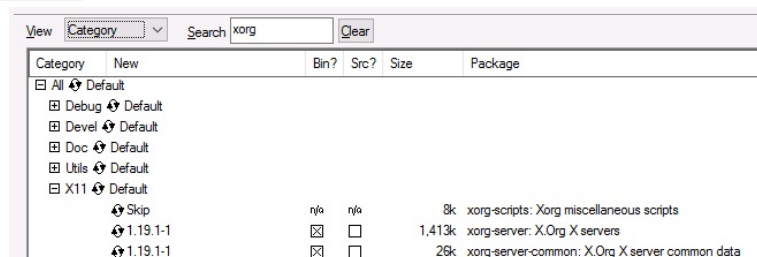 View Category Search xorg Clear
Category New Bin? Src? Size Package
All Default
Debug Default
Devel Default
Doc Default
Utils Default
X11 Default
Skip n/a n/a 8k xorg-scripts: Xorg miscellaneous scripts
1.19.1-1 1,413k xorg-server: X.Org X servers
1.19.1-1 26k xorg-server-common: X.Org X server common data